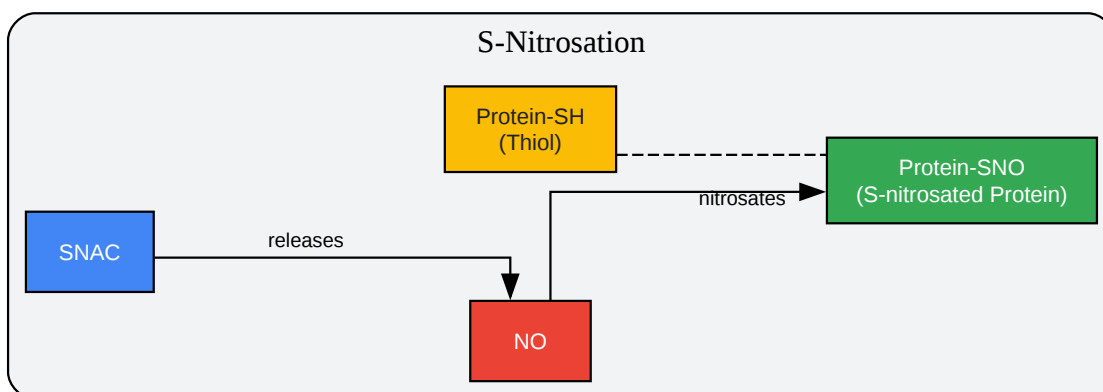 S-Nitrosation
Protein-SH
(Thiol)
Protein-SNO
(S-nitrosated Protein)
nitrosates
releases
SNAC
NO